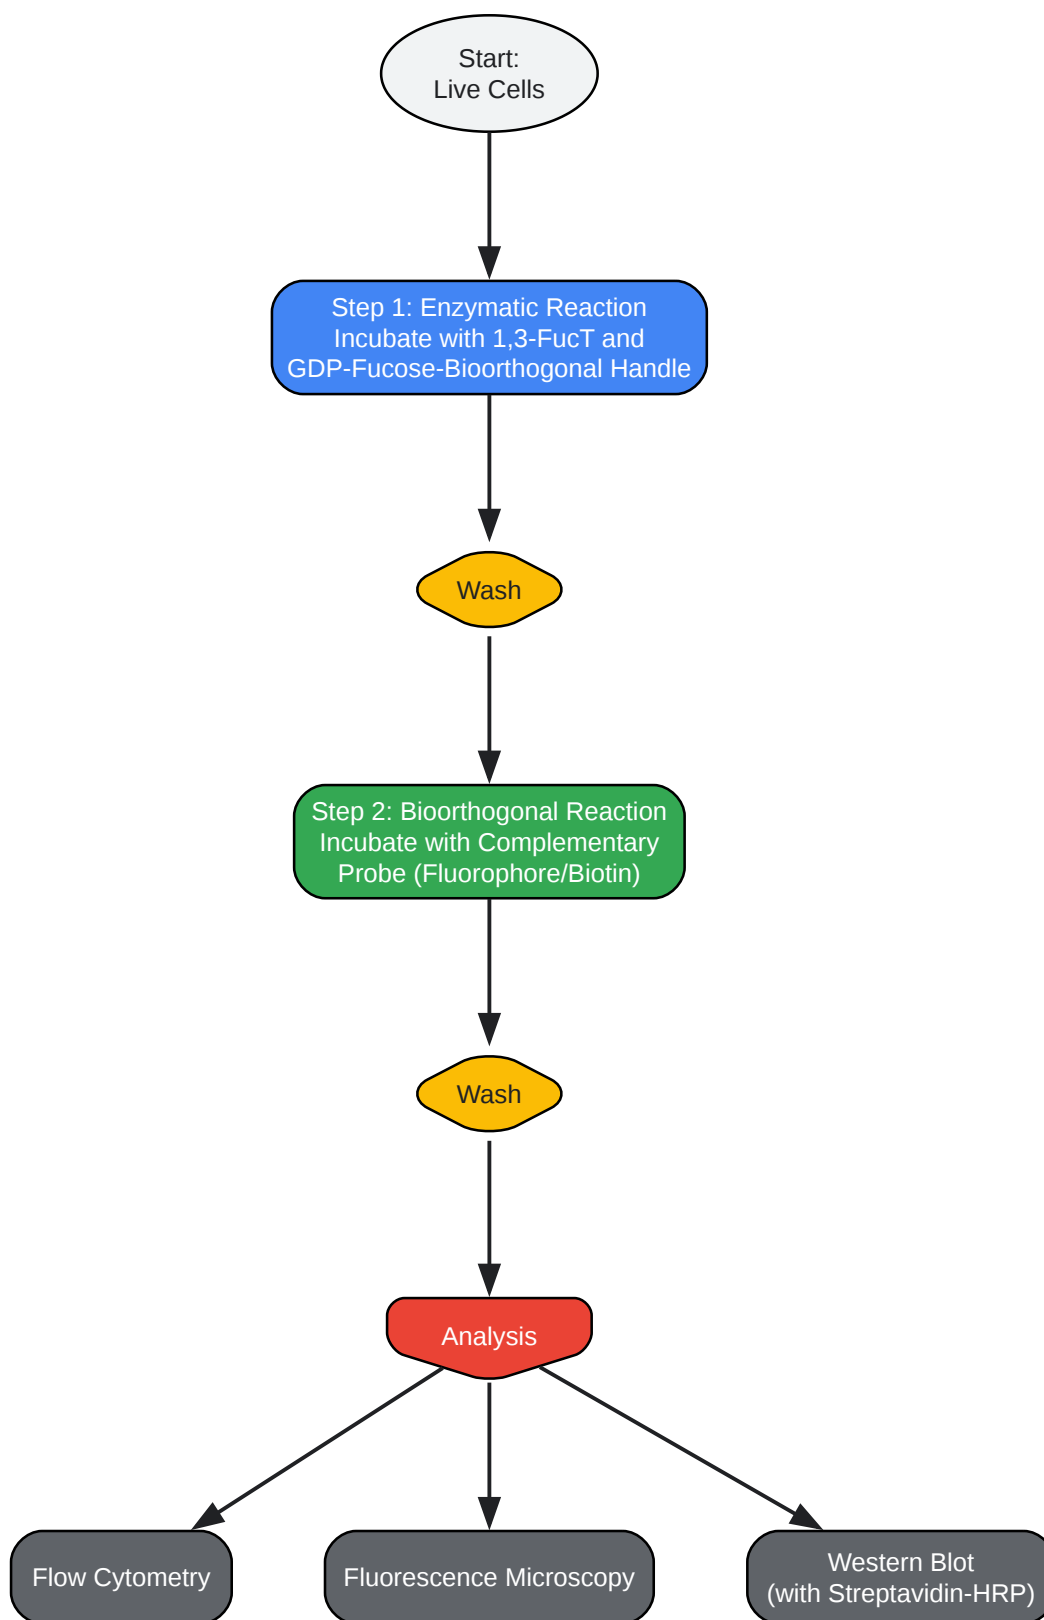 Start:
Live Cells
Step 1: Enzymatic Reaction
Incubate with 1,3-FucT and
GDP-Fucose-Bioorthogonal Handle
Wash
Step 2: Bioorthogonal Reaction
Incubate with Complementary
Probe (Fluorophore/Biotin)
Wash
Analysis
Flow Cytometry
Fluorescence Microscopy
Western Blot
(with Streptavidin-HRP)